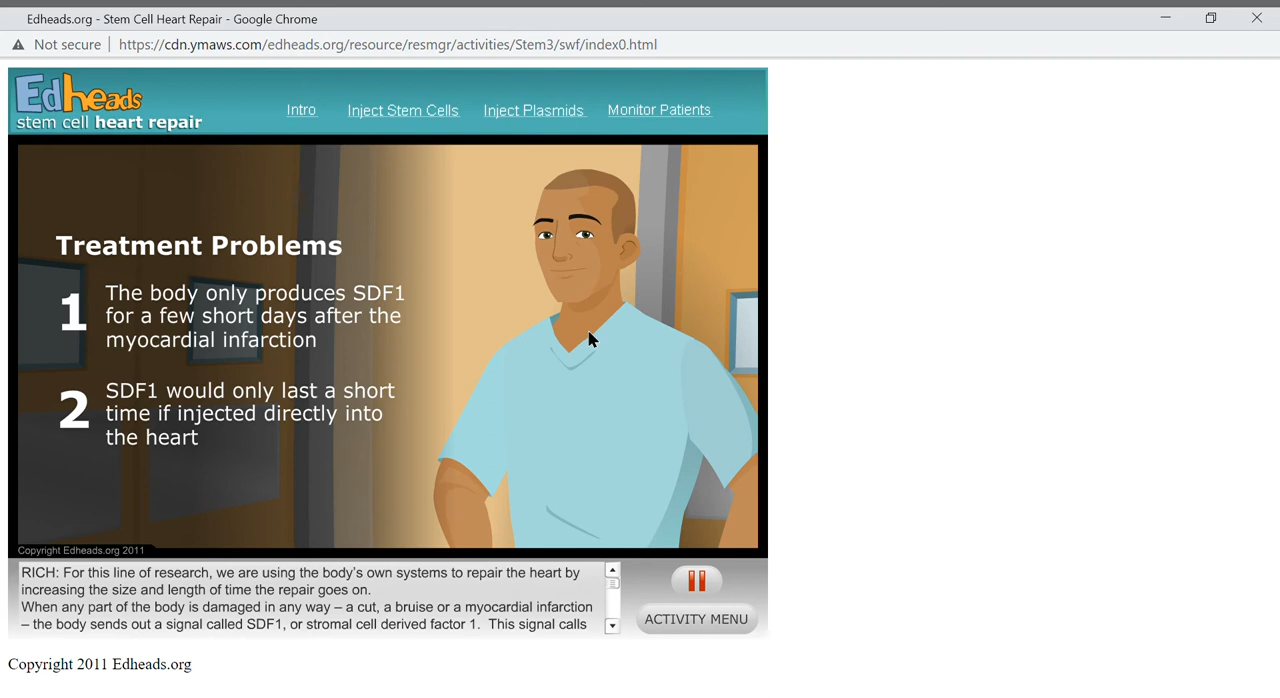 Edheads.org - Stem Cell Heart Repair - Google Chrome
Not secure | https://cdn.ymaws.com/edheads.org/resource/resmgr/activities/Stem3/swf/index0.html
Edheads
stem cell heart repair
Intro Inject Stem Cells Inject Plasmids Monitor Patients
Treatment Problems
1 The body only produces SDF1
for a few short days after the
myocardial infarction
2 SDF1 would only last a short
time if injected directly into
the heart
Copyright Edheads.org 2011
RICH: For this line of research, we are using the body's own systems to repair the heart by
increasing the size and length of time the repair goes on.
When any part of the body is damaged in any way – a cut, a bruise or a myocardial infarction
– the body sends out a signal called SDF1, or stromal cell derived factor 1. This signal calls
ACTIVITY MENU
Copyright 2011 Edheads.org